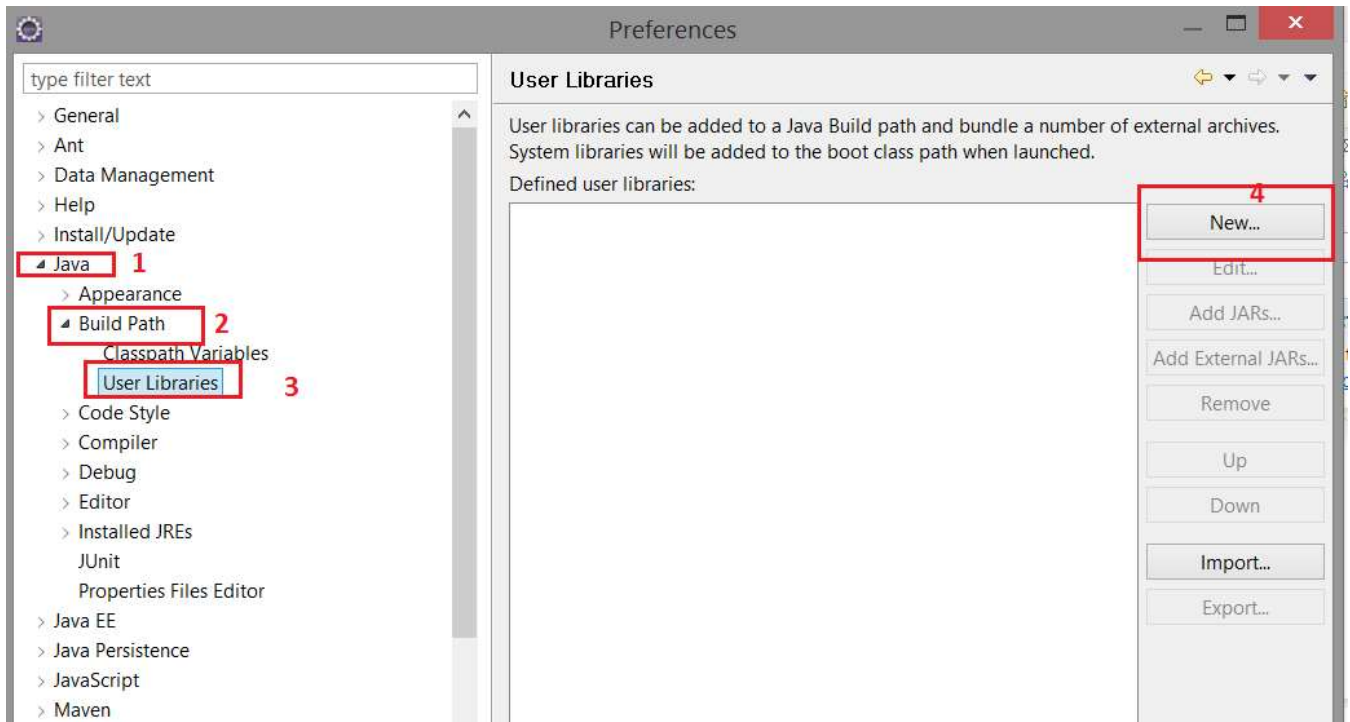 Preferences
type filter text
General
Ant
Data Management
Help
Install/Update
Java 1
Appearance
Build Path 2
Classpath Variables
User Libraries 3
Code Style
Compiler
Debug
Editor
Installed JREs
JUnit
Properties Files Editor
Java EE
Java Persistence
JavaScript
Maven
User Libraries
User libraries can be added to a Java Build path and bundle a number of external archives.
System libraries will be added to the boot class path when launched.
Defined user libraries:
4
New...
Edit...
Add JARs...
Add External JARs...
Remove
Up
Down
Import...
Export...